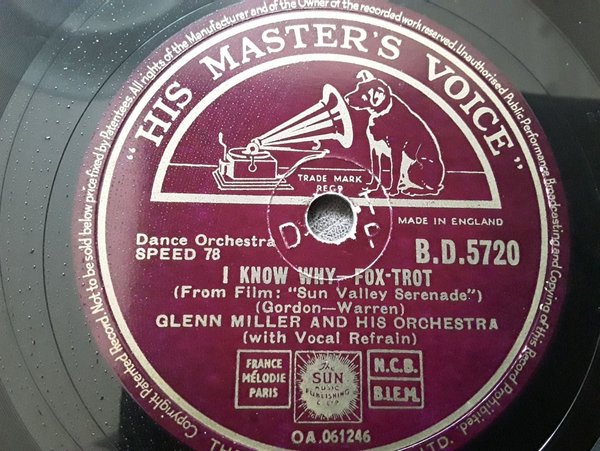 Copyright. Patented Record. Not to be sold below price fixed by Patentees. All rights of the Manufacturer and of the Owner of the recorded work reserved. Unauthorised Public Performance Broadcasting and Copying of this Record Prohibited.
"HIS MASTER'S VOICE"
TRADE MARK
REGD
MADE IN ENGLAND
Dance Orchestra
SPEED 78
B.D.5720
I KNOW WHY—FOX-TROT
(From Film: "Sun Valley Serenade")
(Gordon—Warren)
GLENN MILLER AND HIS ORCHESTRA
(with Vocal Refrain)
FRANCE
MÉLODIE
PARIS
The
SUN
MUSIC
PUBLISHING
C° LTD
N.C.B.
B.I.E.M.
OA.061246
LTD.